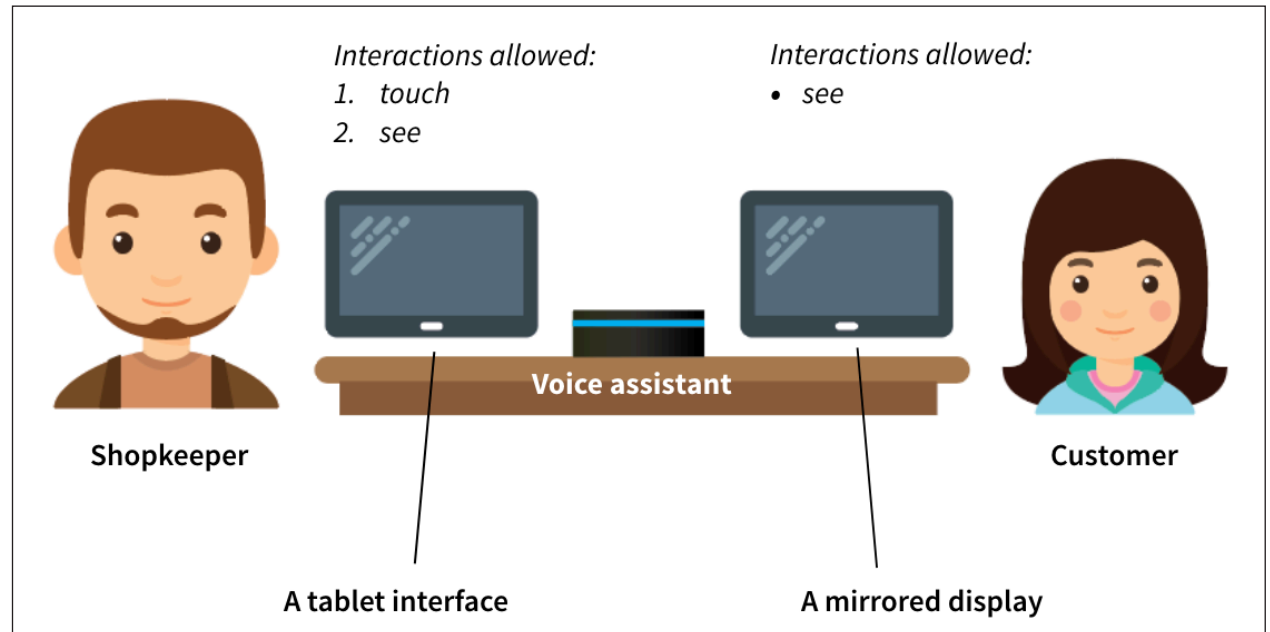 Interactions allowed:
1. touch
2. see
Interactions allowed:
• see
Voice assistant
Shopkeeper
Customer
A tablet interface
A mirrored display